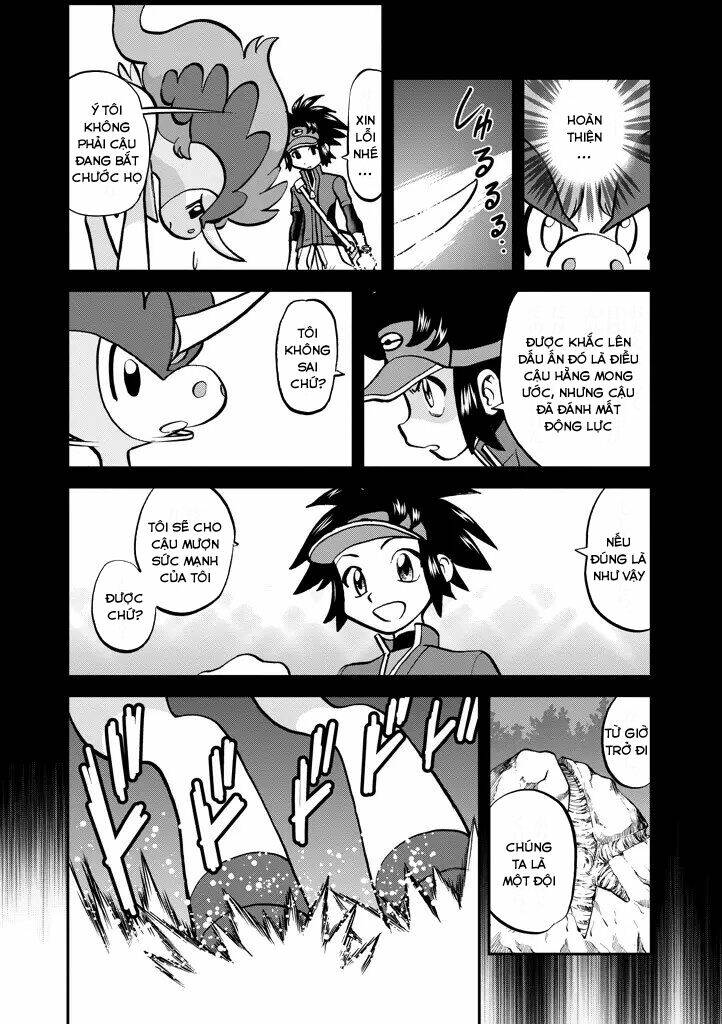 HOÀN
THIỆN
...
しゅるるるっ
XIN
LỖI
NHÉ
...
Ý TÔI
KHÔNG
PHẢI CẬU
ĐANG BẮT
CHƯỚC HỌ
ĐƯỢC KHẮC LÊN
DẤU ẤN ĐÓ LÀ ĐIỀU
CẬU HẰNG MONG
ƯỚC, NHƯNG CẬU
ĐÃ ĐÁNH MẤT
ĐỘNG LỰC
TÔI
KHÔNG
SAI
CHỨ?
NẾU
ĐÚNG LÀ
NHƯ VẬY
TÔI SẼ CHO
CẬU MƯỢN
SỨC MẠNH
CỦA TÔI
ĐƯỢC
CHỨ?
TỪ GIỜ
TRỞ ĐI
CHÚNG
TA LÀ
MỘT ĐỘI
ドドドド